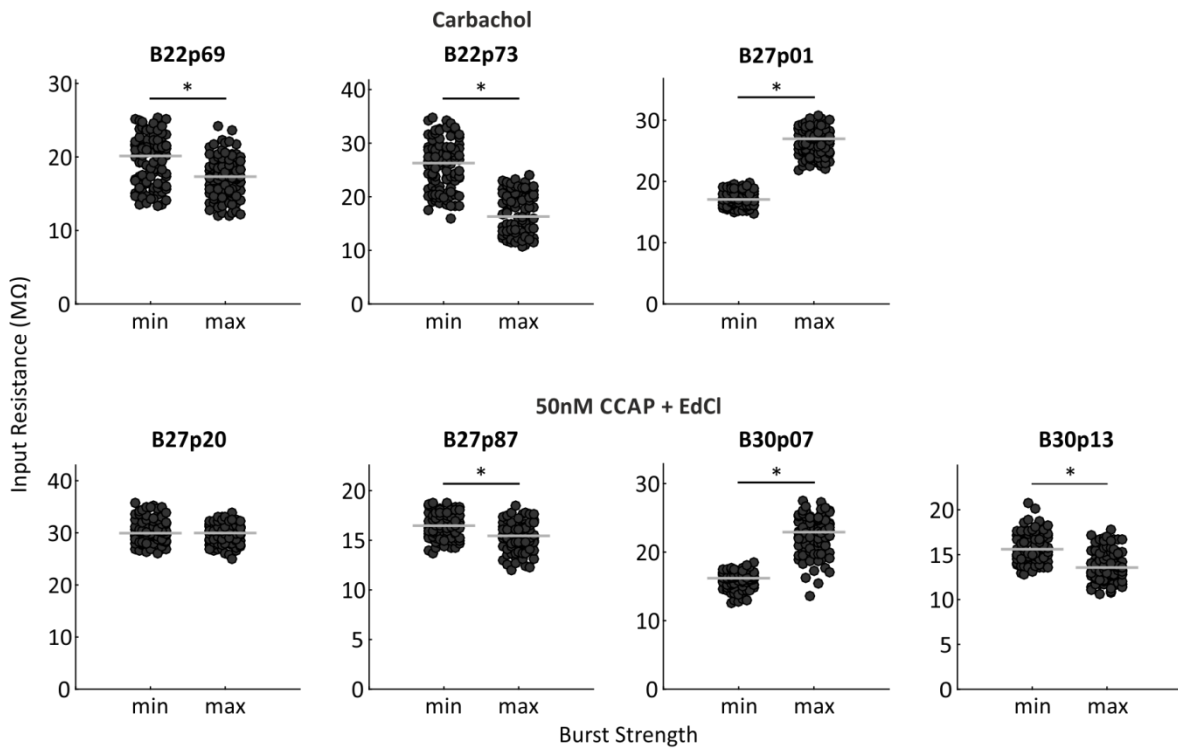 Carbachol
B22p69
B22p73
B27p01
*
*
*
30
20
10
0
40
30
20
10
0
30
20
10
0
min max
min max
min max
Input Resistance (MΩ)
50nM CCAP + EdCl
B27p20
B27p87
B30p07
B30p13
*
*
*
40
30
20
10
0
20
15
10
5
0
30
20
10
0
20
15
10
5
0
min max
min max
min max
min max
Burst Strength